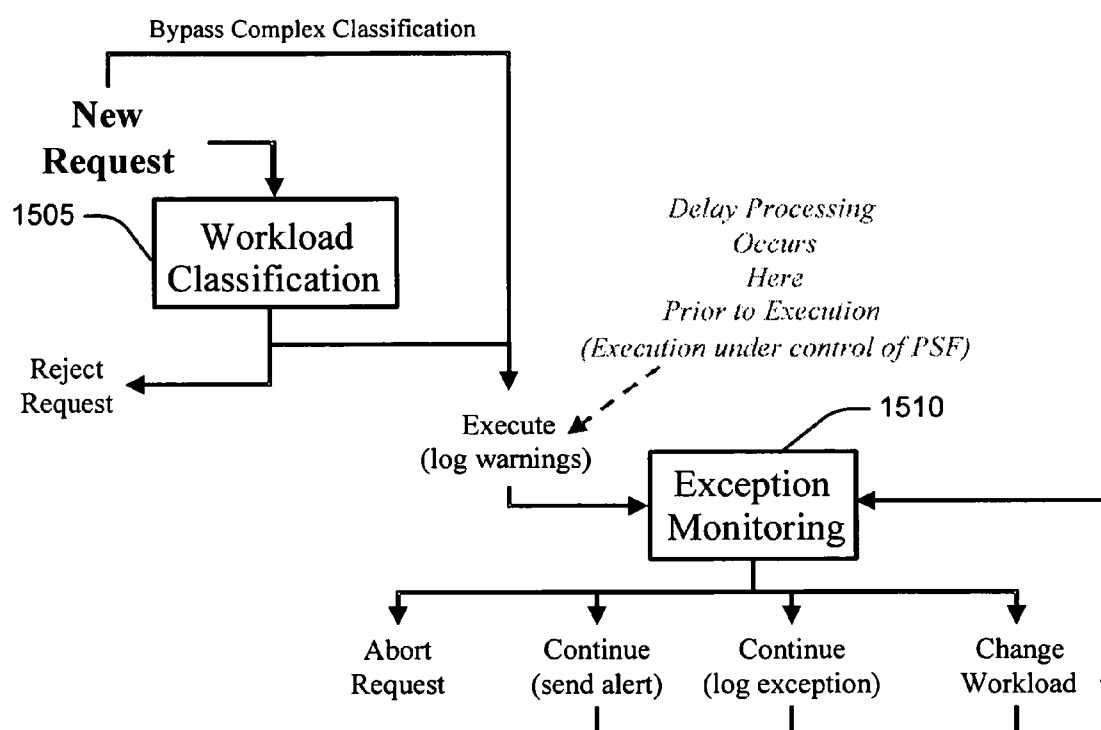 Bypass Complex Classification
New
Request
1505
Workload
Classification
Delay Processing
Occurs
Here
Prior to Execution
(Execution under control of PSF)
Reject
Request
Execute
(log warnings)
1510
Exception
Monitoring
Abort
Request
Continue
(send alert)
Continue
(log exception)
Change
Workload